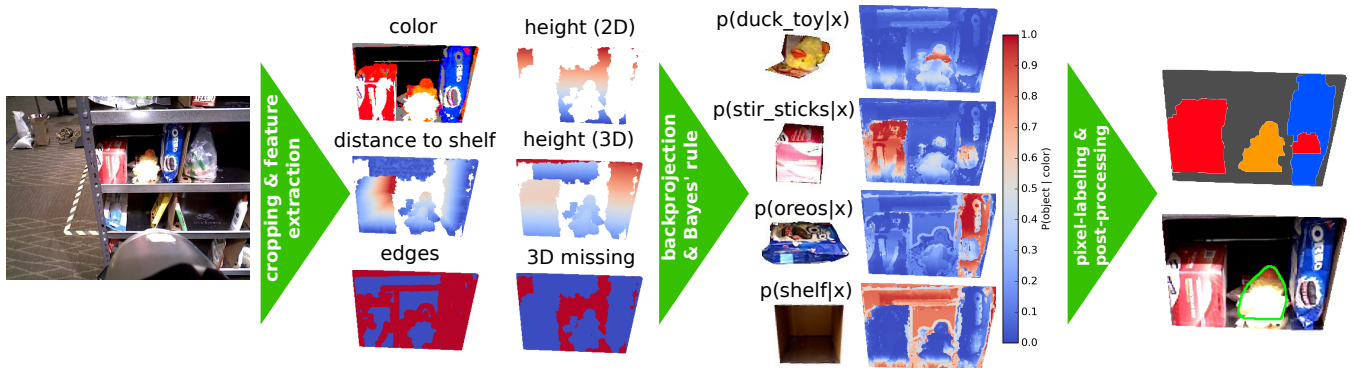 cropping & feature
extraction
color
height (2D)
distance to shelf
height (3D)
edges
3D missing
backprojection
& Bayes' rule
p(duck_toy|x)
p(stir_sticks|x)
p(oreos|x)
p(shelf|x)
1.0
0.9
0.8
0.7
0.6
0.5
0.4
0.3
0.2
0.1
0.0
P(object | color)
pixel-labeling &
post-processing
OREO